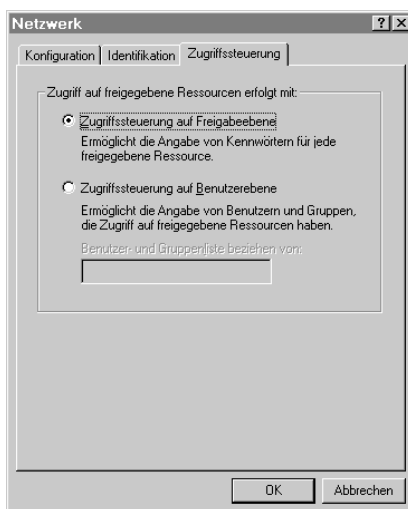 Netzwerk
Konfiguration Identifikation Zugriffssteuerung
Zugriff auf freigegebene Ressourcen erfolgt mit:
Zugriffssteuerung auf Freigabeebene
Ermöglicht die Angabe von Kennwörtern für jede
freigegebene Ressource.
Zugriffssteuerung auf Benutzerebene
Ermöglicht die Angabe von Benutzern und Gruppen,
die Zugriff auf freigegebene Ressourcen haben.
Benutzer- und Gruppenliste beziehen von:
OK Abbrechen